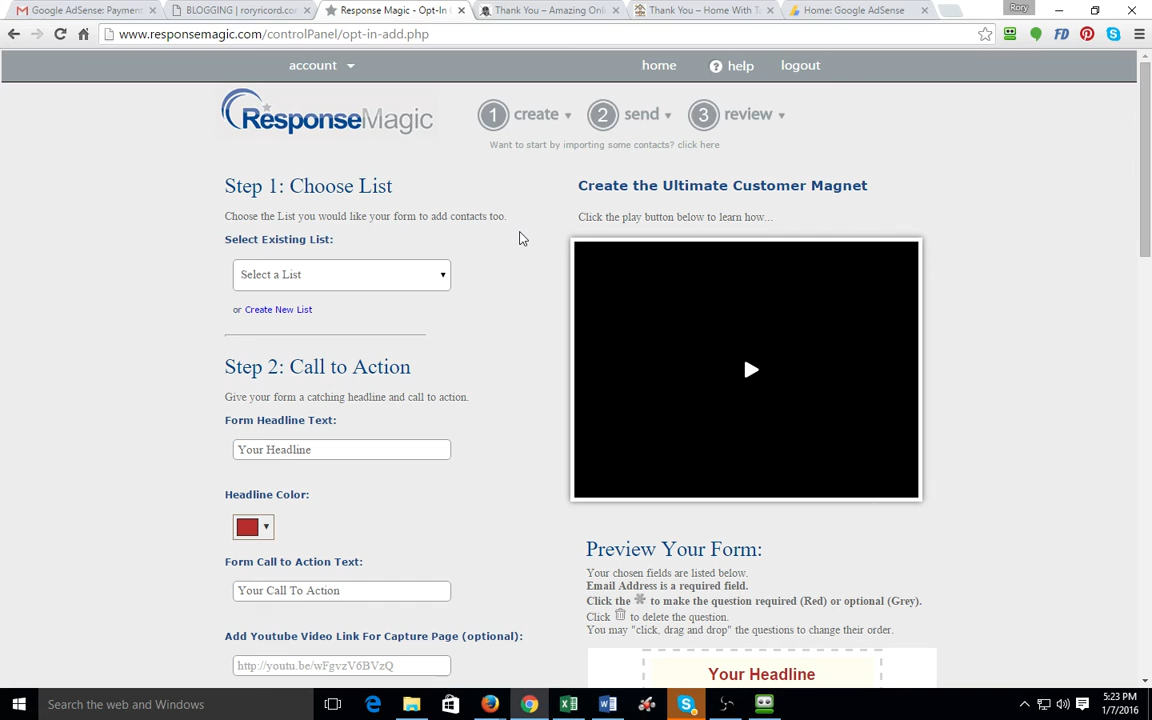 Google AdSense: Payment
BLOGGING | roryricord.co
Response Magic - Opt-In
Thank You – Amazing Onl
Thank You – Home With T
Home: Google AdSense
Rory
www.responsemagic.com/controlPanel/opt-in-add.php
account
home
help
logout
ResponseMagic
1 create
2 send
3 review
Want to start by importing some contacts? click here
Step 1: Choose List
Choose the List you would like your form to add contacts too.
Select Existing List:
Select a List
or Create New List
Step 2: Call to Action
Give your form a catching headline and call to action.
Form Headline Text:
Your Headline
Headline Color:
Form Call to Action Text:
Your Call To Action
Add Youtube Video Link For Capture Page (optional):
http://youtu.be/wFgvzV6BVzQ
Create the Ultimate Customer Magnet
Click the play button below to learn how...
Preview Your Form:
Your chosen fields are listed below.
Email Address is a required field.
Click the to make the question required (Red) or optional (Grey).
Click to delete the question.
You may "click, drag and drop" the questions to change their order.
Your Headline
Search the web and Windows
5:23 PM
1/7/2016